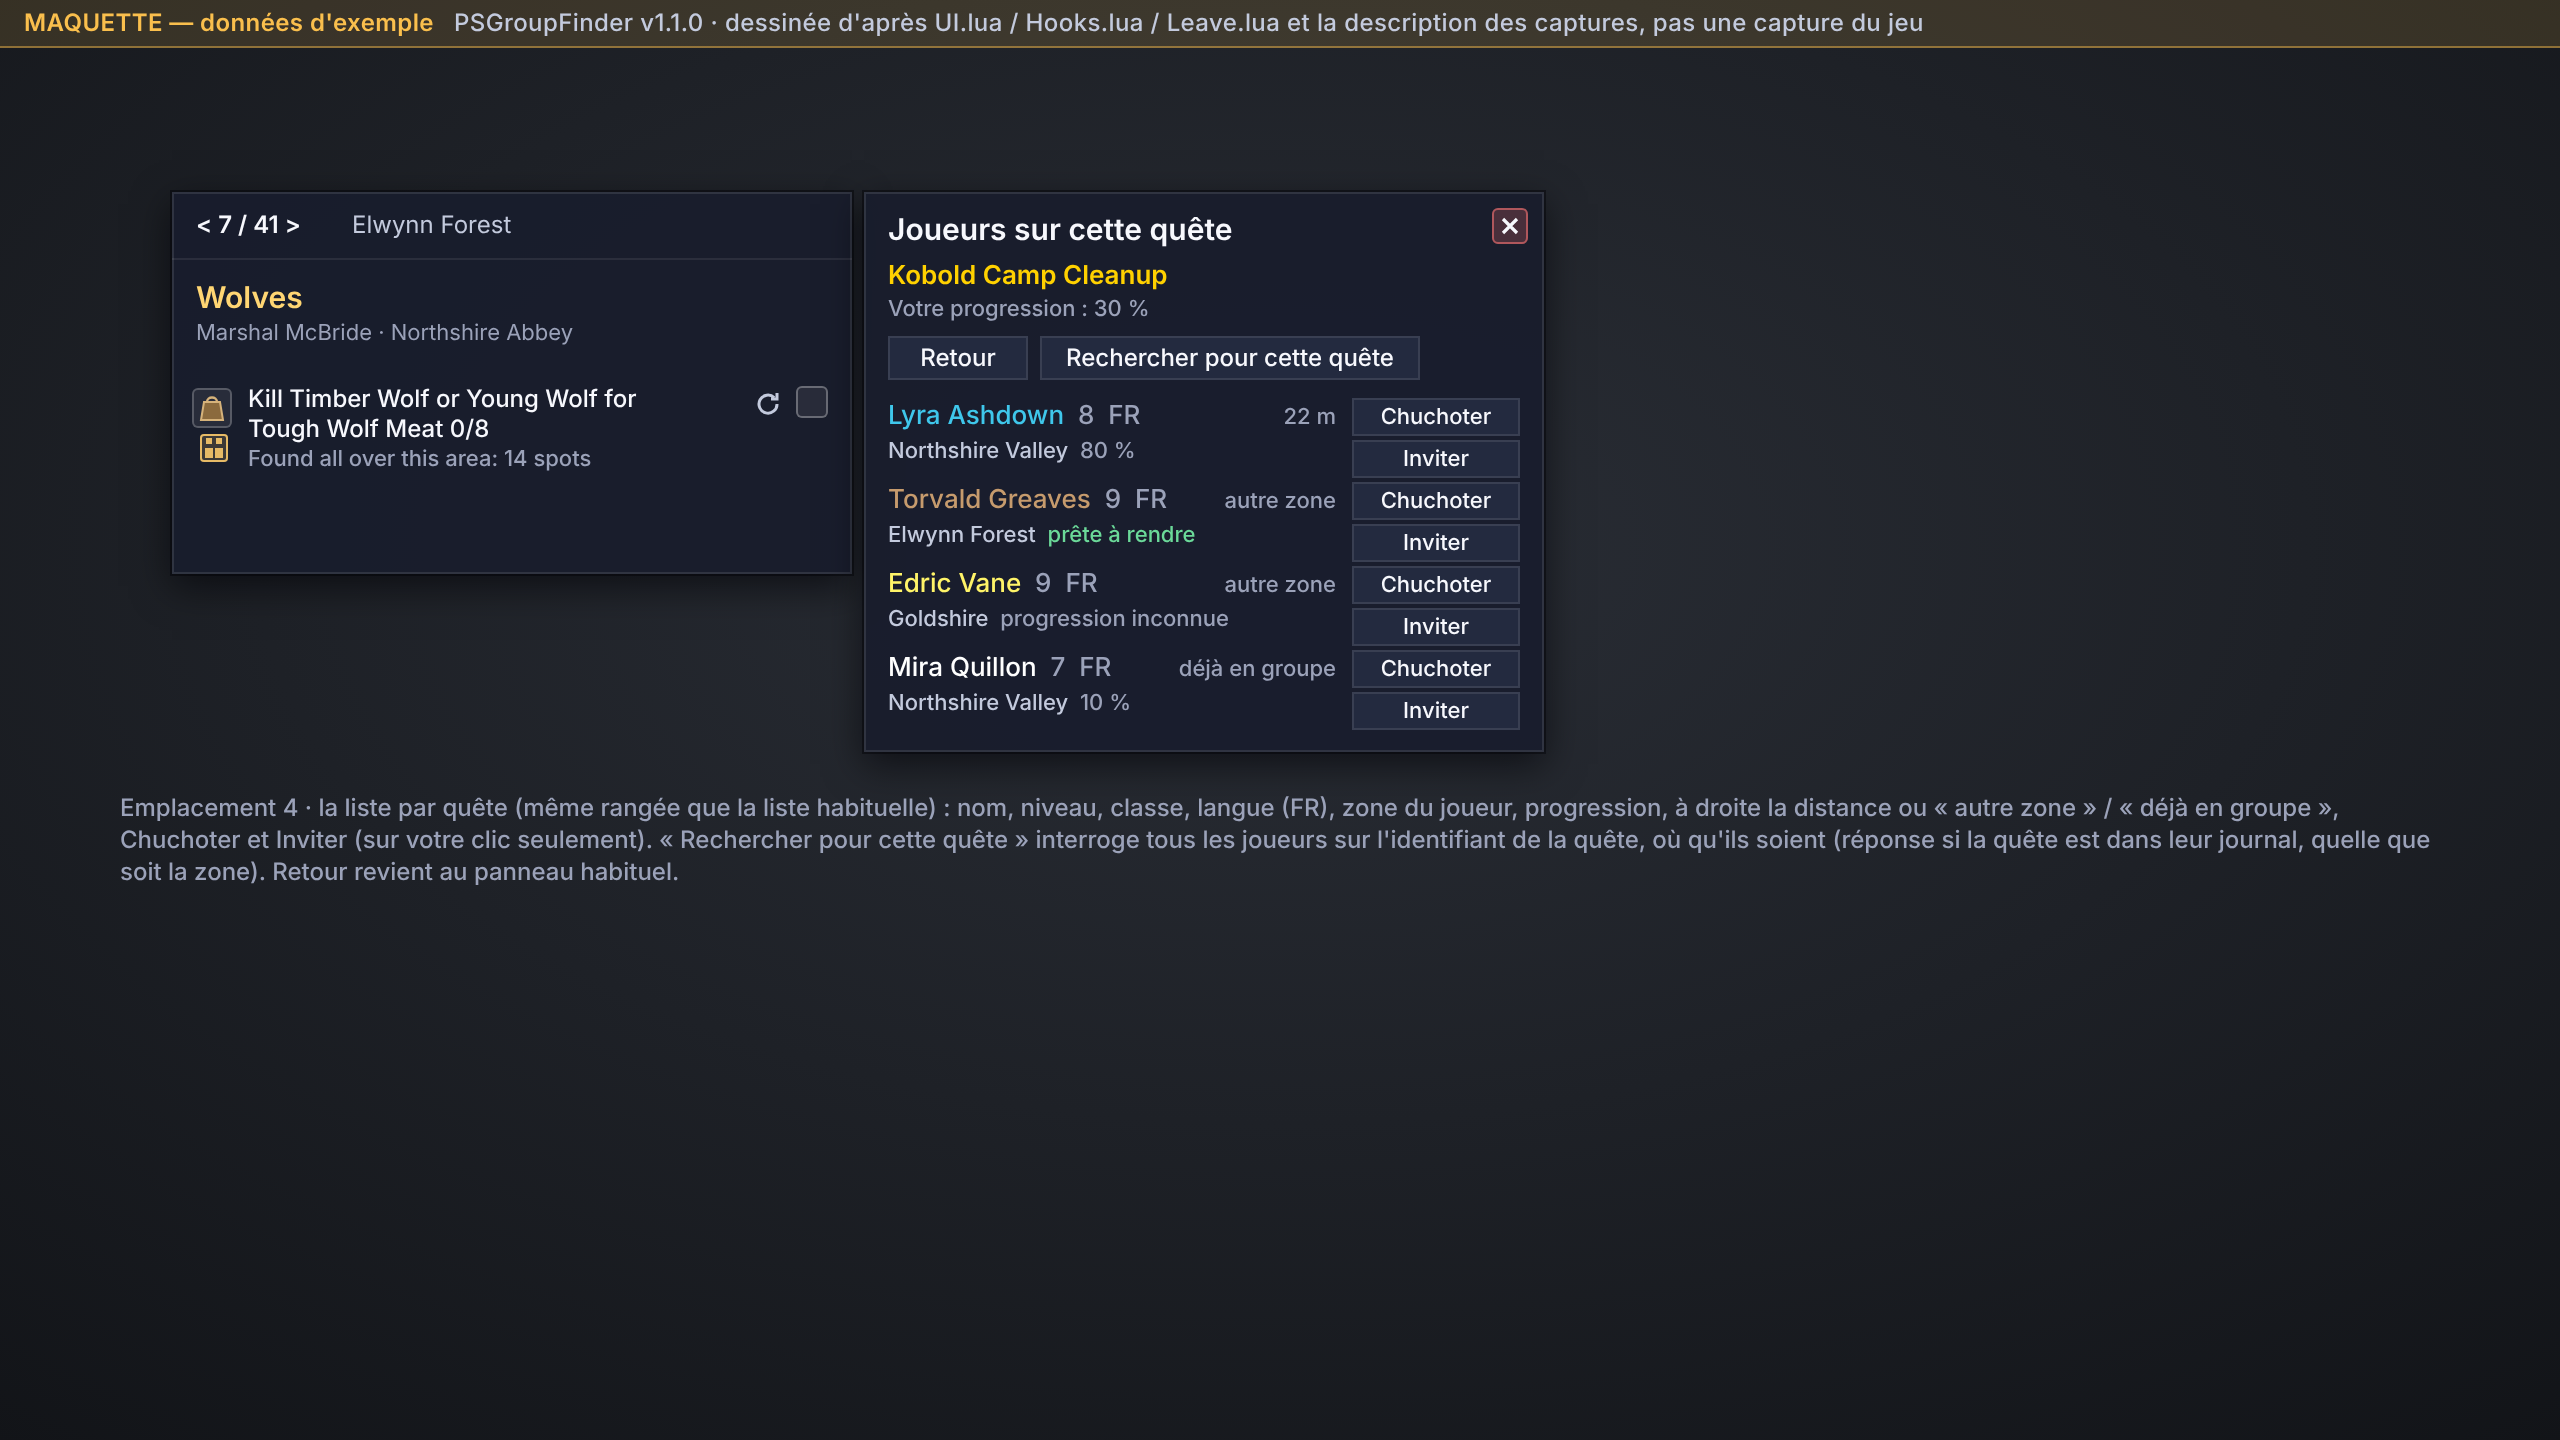 MAQUETTE — données d'exemple PSGroupFinder v1.1.0 · dessinée d'après UI.lua / Hooks.lua / Leave.lua et la description des captures, pas une capture du jeu
< 7 / 41 > Elwynn Forest
Wolves
Marshal McBride · Northshire Abbey
Kill Timber Wolf or Young Wolf for
Tough Wolf Meat 0/8
Found all over this area: 14 spots
Joueurs sur cette quête
Kobold Camp Cleanup
Votre progression : 30 %
Retour Rechercher pour cette quête
Lyra Ashdown 8 FR 22 m Chuchoter
Northshire Valley 80 % Inviter
Torvald Greaves 9 FR autre zone Chuchoter
Elwynn Forest prête à rendre Inviter
Edric Vane 9 FR autre zone Chuchoter
Goldshire progression inconnue Inviter
Mira Quillon 7 FR déjà en groupe Chuchoter
Northshire Valley 10 % Inviter
Emplacement 4 · la liste par quête (même rangée que la liste habituelle) : nom, niveau, classe, langue (FR), zone du joueur, progression, à droite la distance ou « autre zone » / « déjà en groupe »,
Chuchoter et Inviter (sur votre clic seulement). « Rechercher pour cette quête » interroge tous les joueurs sur l'identifiant de la quête, où qu'ils soient (réponse si la quête est dans leur journal, quelle que
soit la zone). Retour revient au panneau habituel.